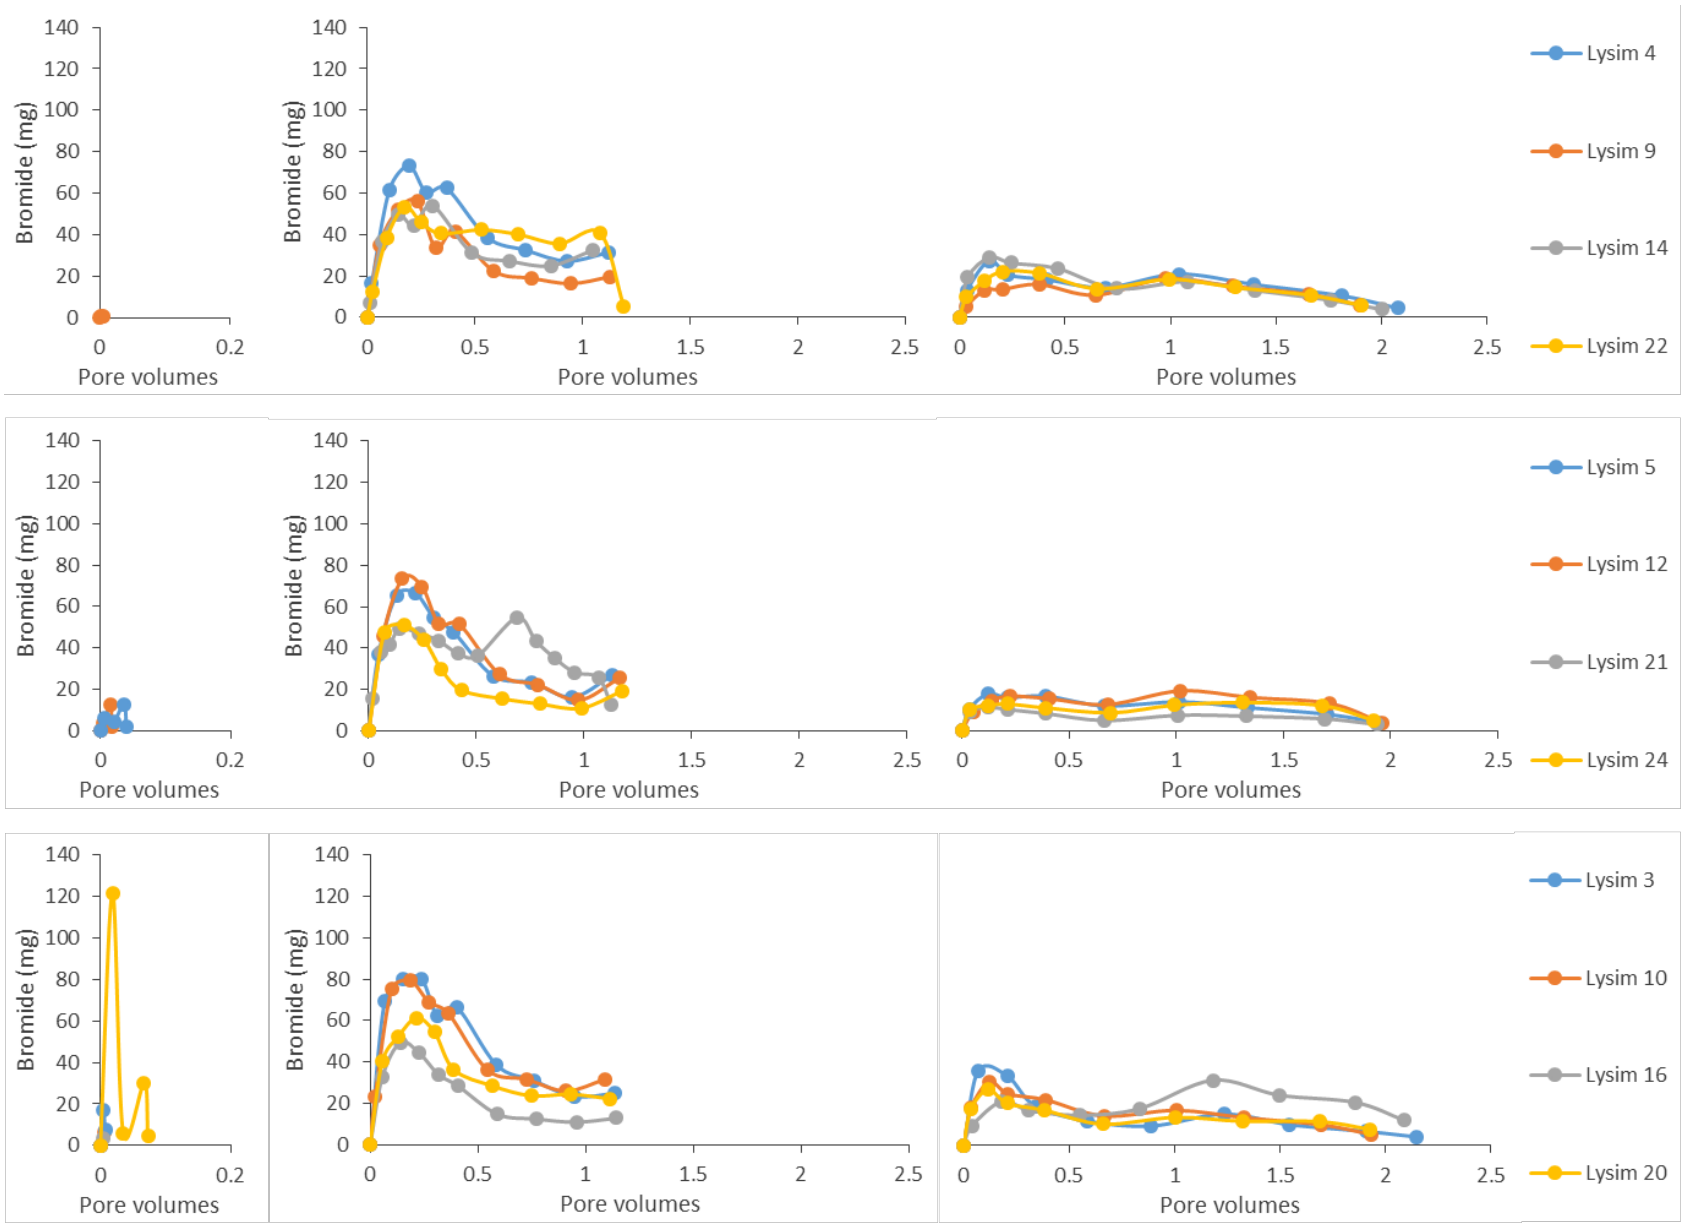 140
120
100
80
60
40
20
0
Bromide (mg)
0 0.2
Pore volumes
140
120
100
80
60
40
20
0
Bromide (mg)
0 0.5 1 1.5 2 2.5
Pore volumes
0 0.5 1 1.5 2 2.5
Pore volumes
Lysim 4
Lysim 9
Lysim 14
Lysim 22
140
120
100
80
60
40
20
0
Bromide (mg)
0 0.2
Pore volumes
140
120
100
80
60
40
20
0
Bromide (mg)
0 0.5 1 1.5 2 2.5
Pore volumes
0 0.5 1 1.5 2 2.5
Pore volumes
Lysim 5
Lysim 12
Lysim 21
Lysim 24
140
120
100
80
60
40
20
0
Bromide (mg)
0 0.2
Pore volumes
140
120
100
80
60
40
20
0
Bromide (mg)
0 0.5 1 1.5 2 2.5
Pore volumes
0 0.5 1 1.5 2 2.5
Pore volumes
Lysim 3
Lysim 10
Lysim 16
Lysim 20